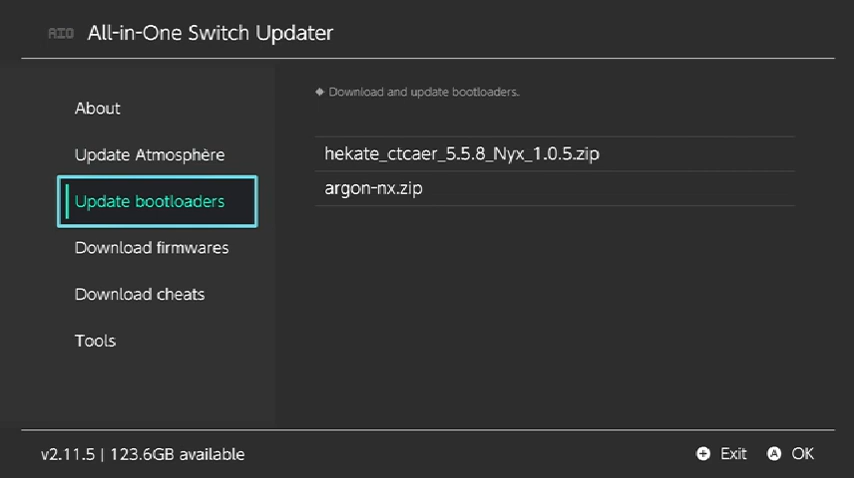 AIO All-in-One Switch Updater
About
Update Atmosphère
Update bootloaders
Download firmwares
Download cheats
Tools
Download and update bootloaders.
hekate_ctcaer_5.5.8_Nyx_1.0.5.zip
argon-nx.zip
v2.11.5 | 123.6GB available
+ Exit A OK